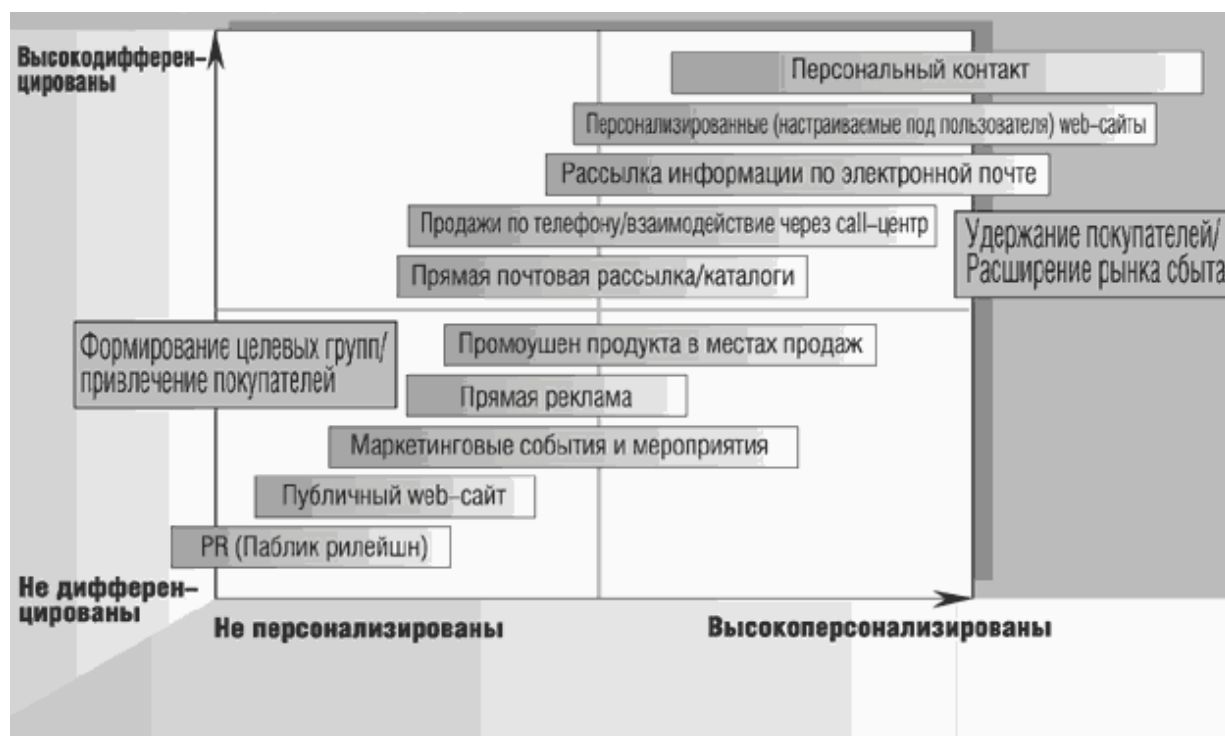 Высокодифферен–
цированы
Персональный контакт
Персонализированные (настраиваемые под пользователя) web–сайты
Рассылка информации по электронной почте
Продажи по телефону/взаимодействие через call–центр
Удержание покупателей/
Расширение рынка сбыта
Прямая почтовая рассылка/каталоги
Формирование целевых групп/
привлечение покупателей
Промоушен продукта в местах продаж
Прямая реклама
Маркетинговые события и мероприятия
Публичный web–сайт
PR (Паблик рилейшн)
Не дифферен–
цированы
Не персонализированы
Высокоперсонализированы